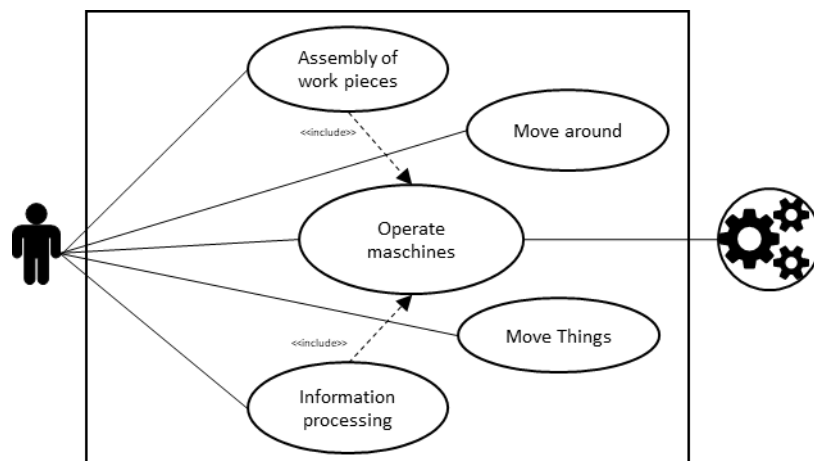 Assembly of
work pieces
<<include>>
Move around
Operate
maschines
Move Things
<<include>>
Information
processing